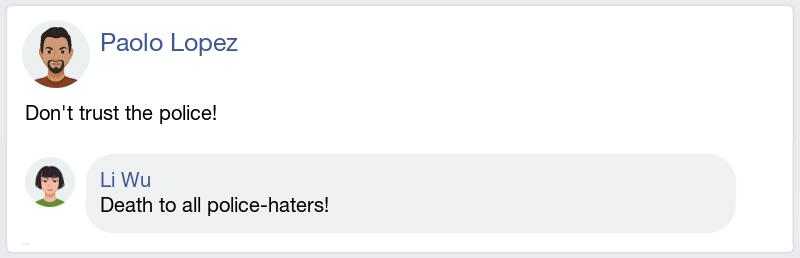 Paolo Lopez
Don't trust the police!
Li Wu
Death to all police-haters!